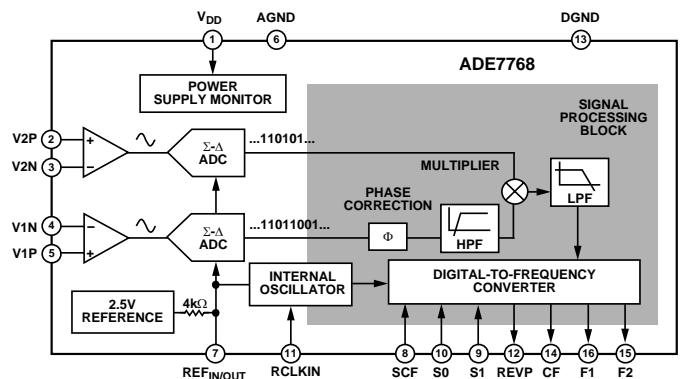 VDD
AGND
DGND
1
6
13
ADE7768
POWER
SUPPLY MONITOR
SIGNAL
PROCESSING
BLOCK
V2P
2
+
Σ-Δ
ADC
...110101...
V2N
3
−
MULTIPLIER
LPF
PHASE
CORRECTION
V1N
4
−
Σ-Δ
ADC
...11011001...
Φ
HPF
V1P
5
+
INTERNAL
OSCILLATOR
DIGITAL-TO-FREQUENCY
CONVERTER
2.5V
REFERENCE
4kΩ
7
11
8
10
9
12
14
16
15
REFIN/OUT
RCLKIN
SCF
S0
S1
REVP
CF
F1
F2